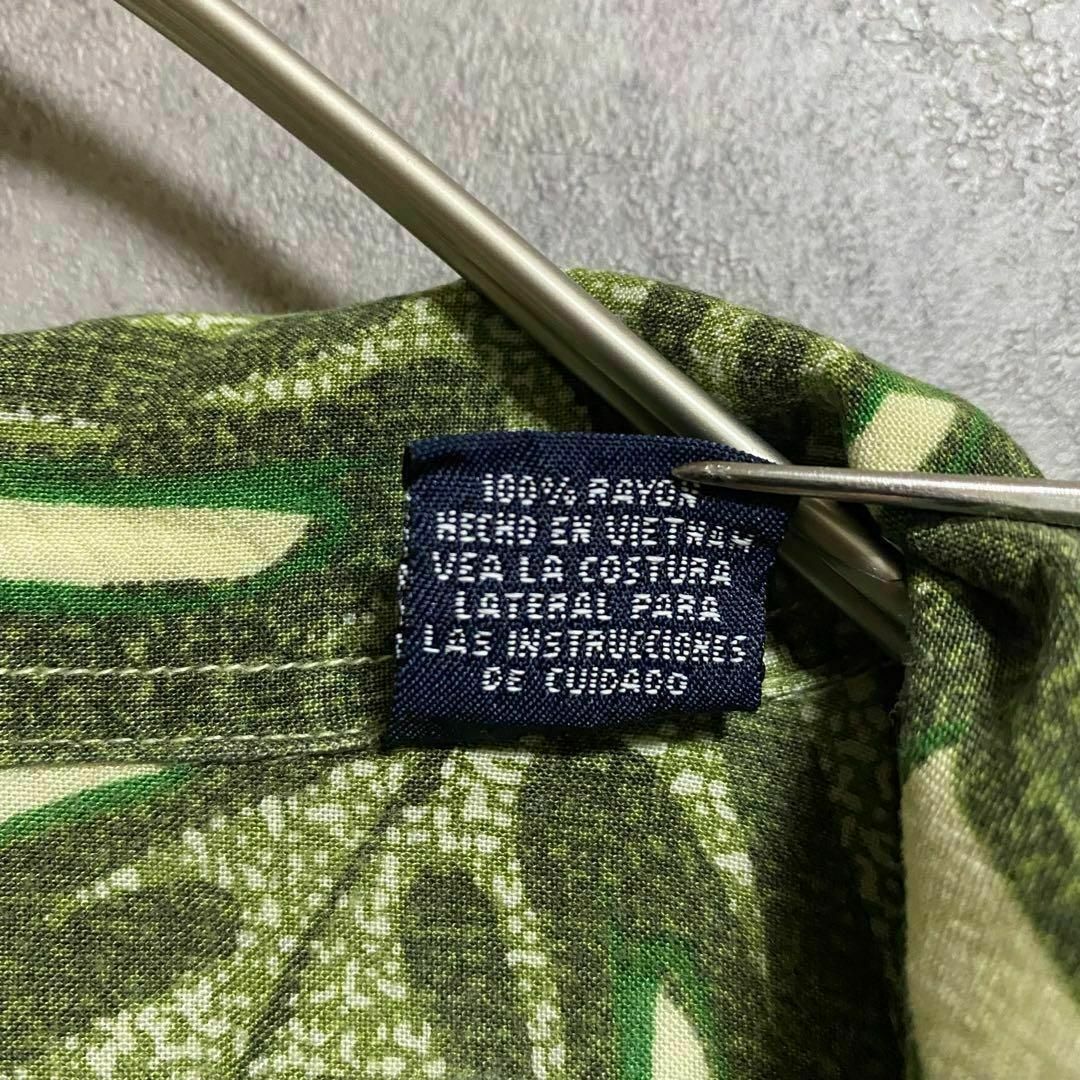 100% RAYON
HECHO EN VIETNAM
VEA LA COSTURA
LATERAL PARA
LAS INSTRUCCIONES
DE CUIDADO